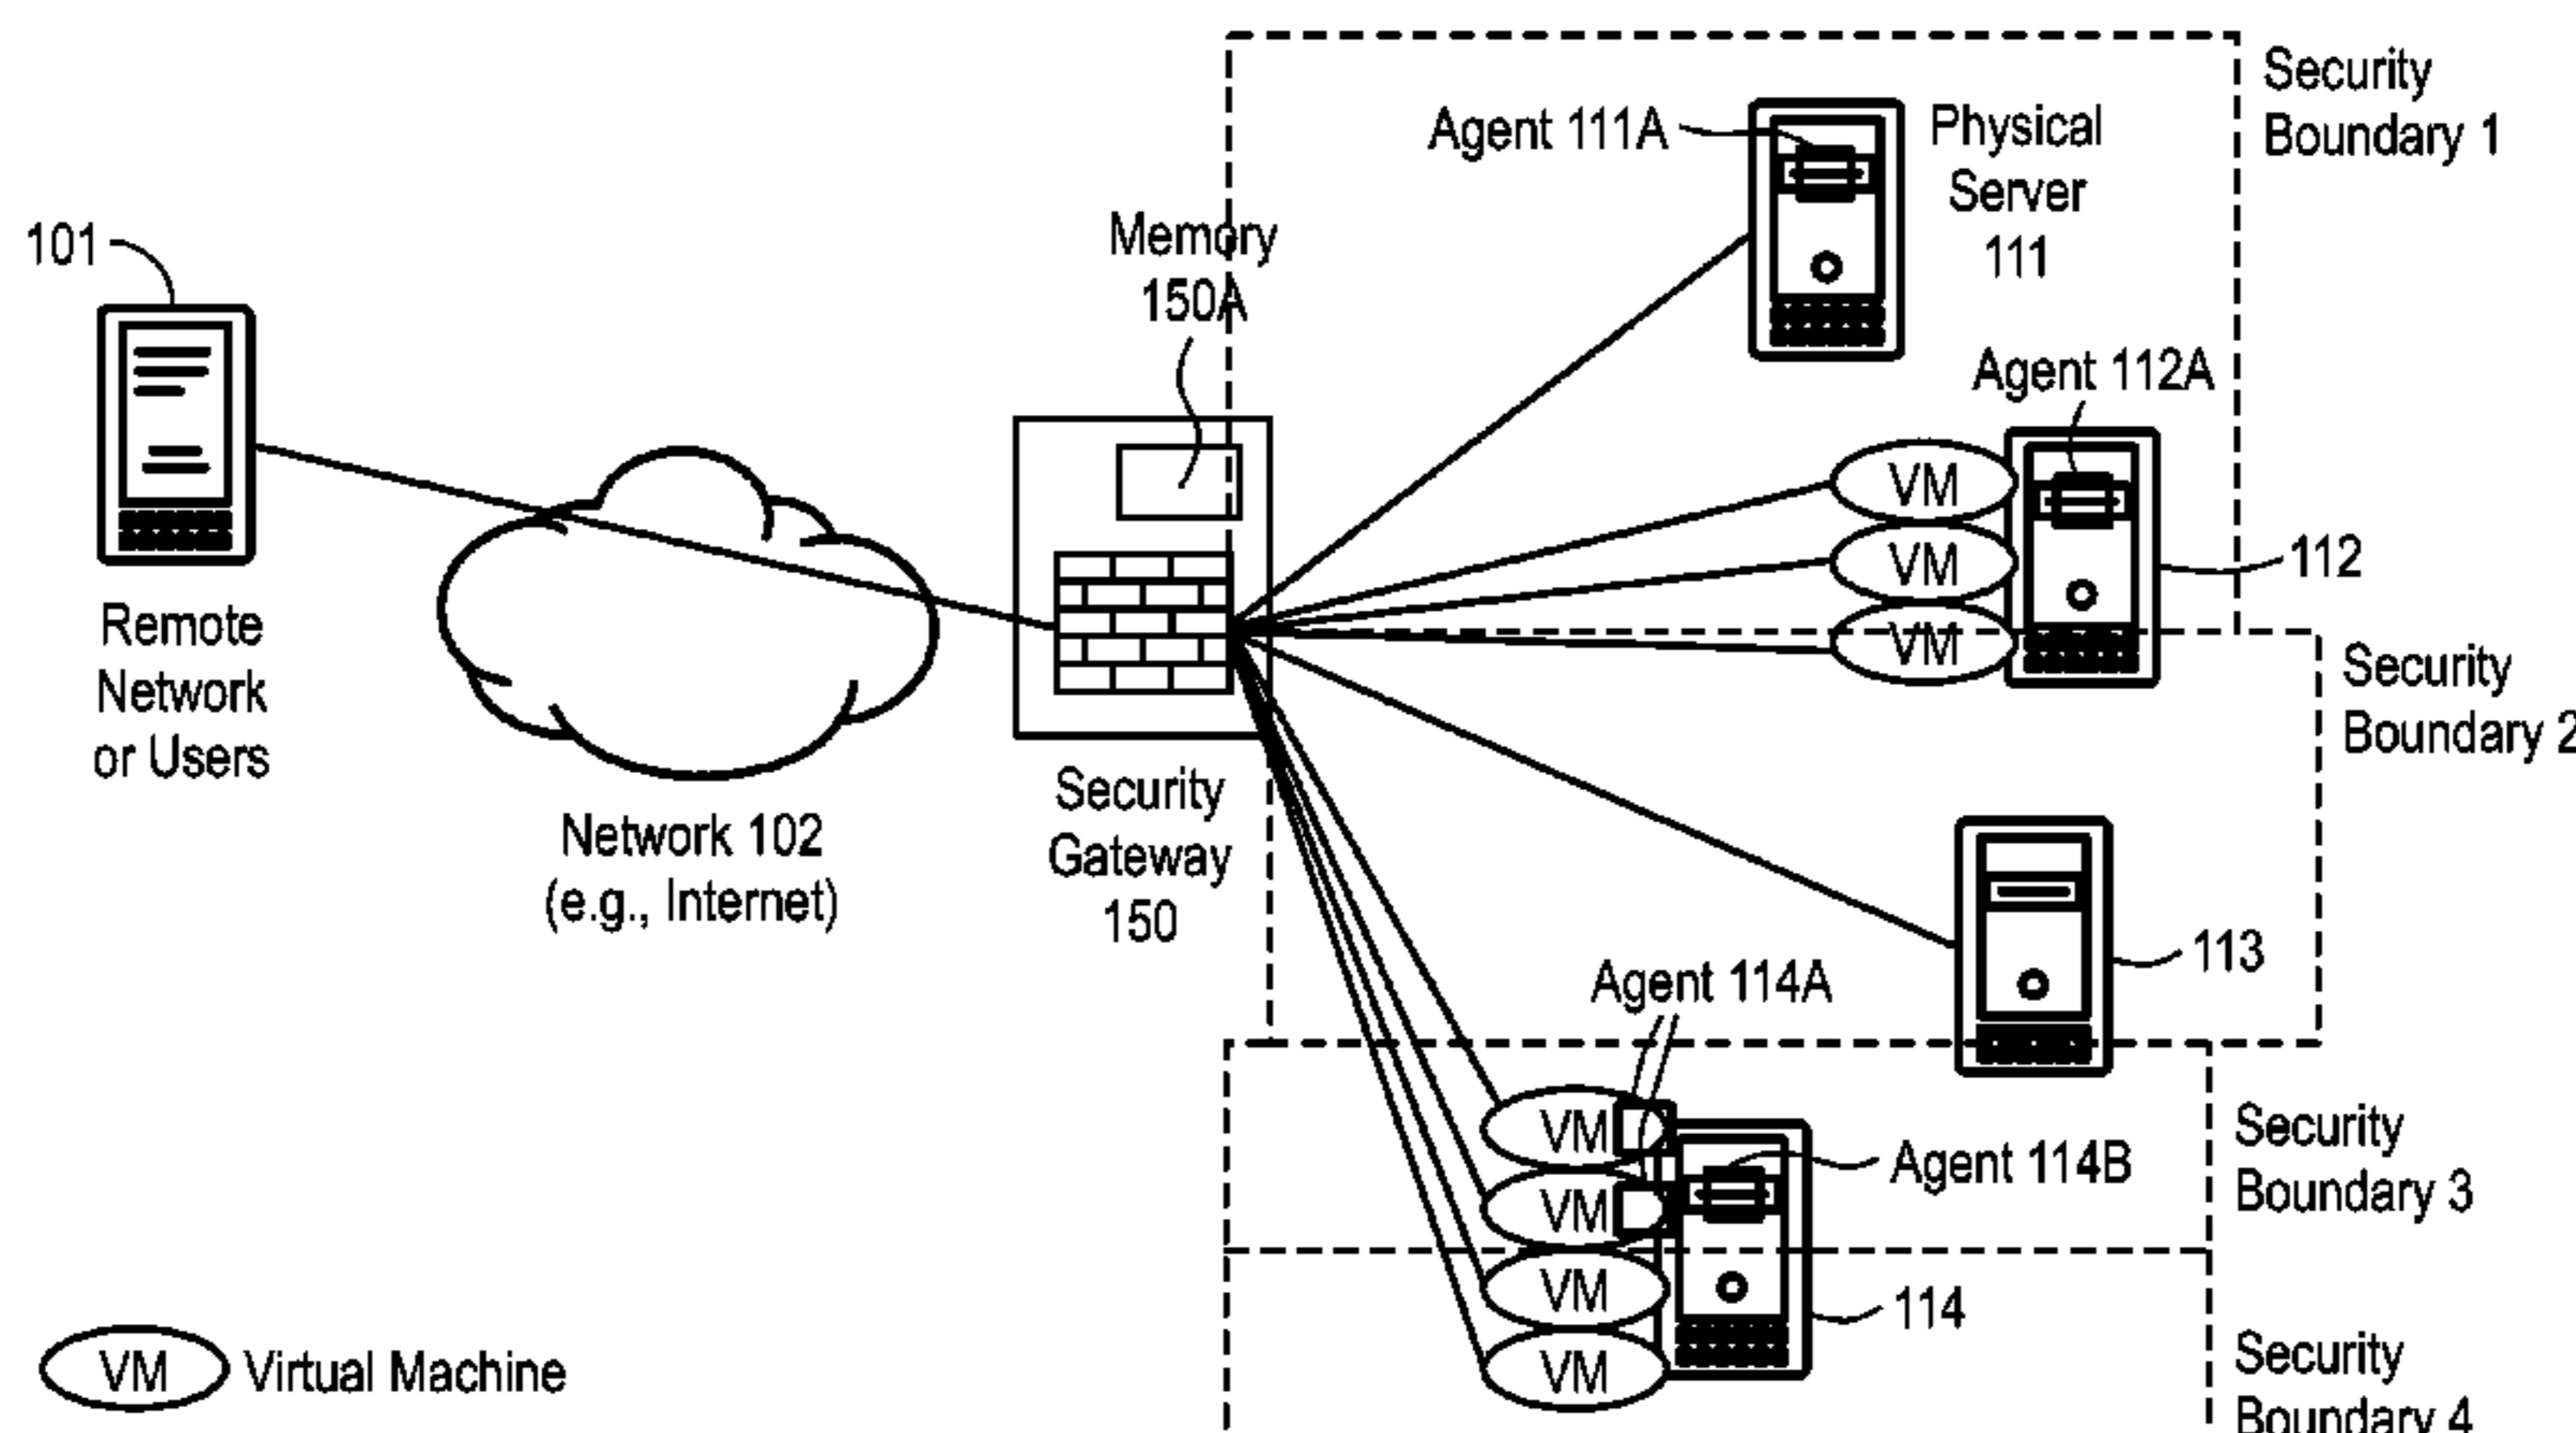 Security
Boundary 1
Agent 111A
Physical
Server
111
Memory
150A
101
Agent 112A
VM
VM
VM
112
Remote
Network
or Users
Security
Boundary 2
Network 102
(e.g., Internet)
Security
Gateway
150
113
Agent 114A
VM
VM
VM
VM
Agent 114B
Security
Boundary 3
114
Security
Boundary 4
VM
Virtual Machine